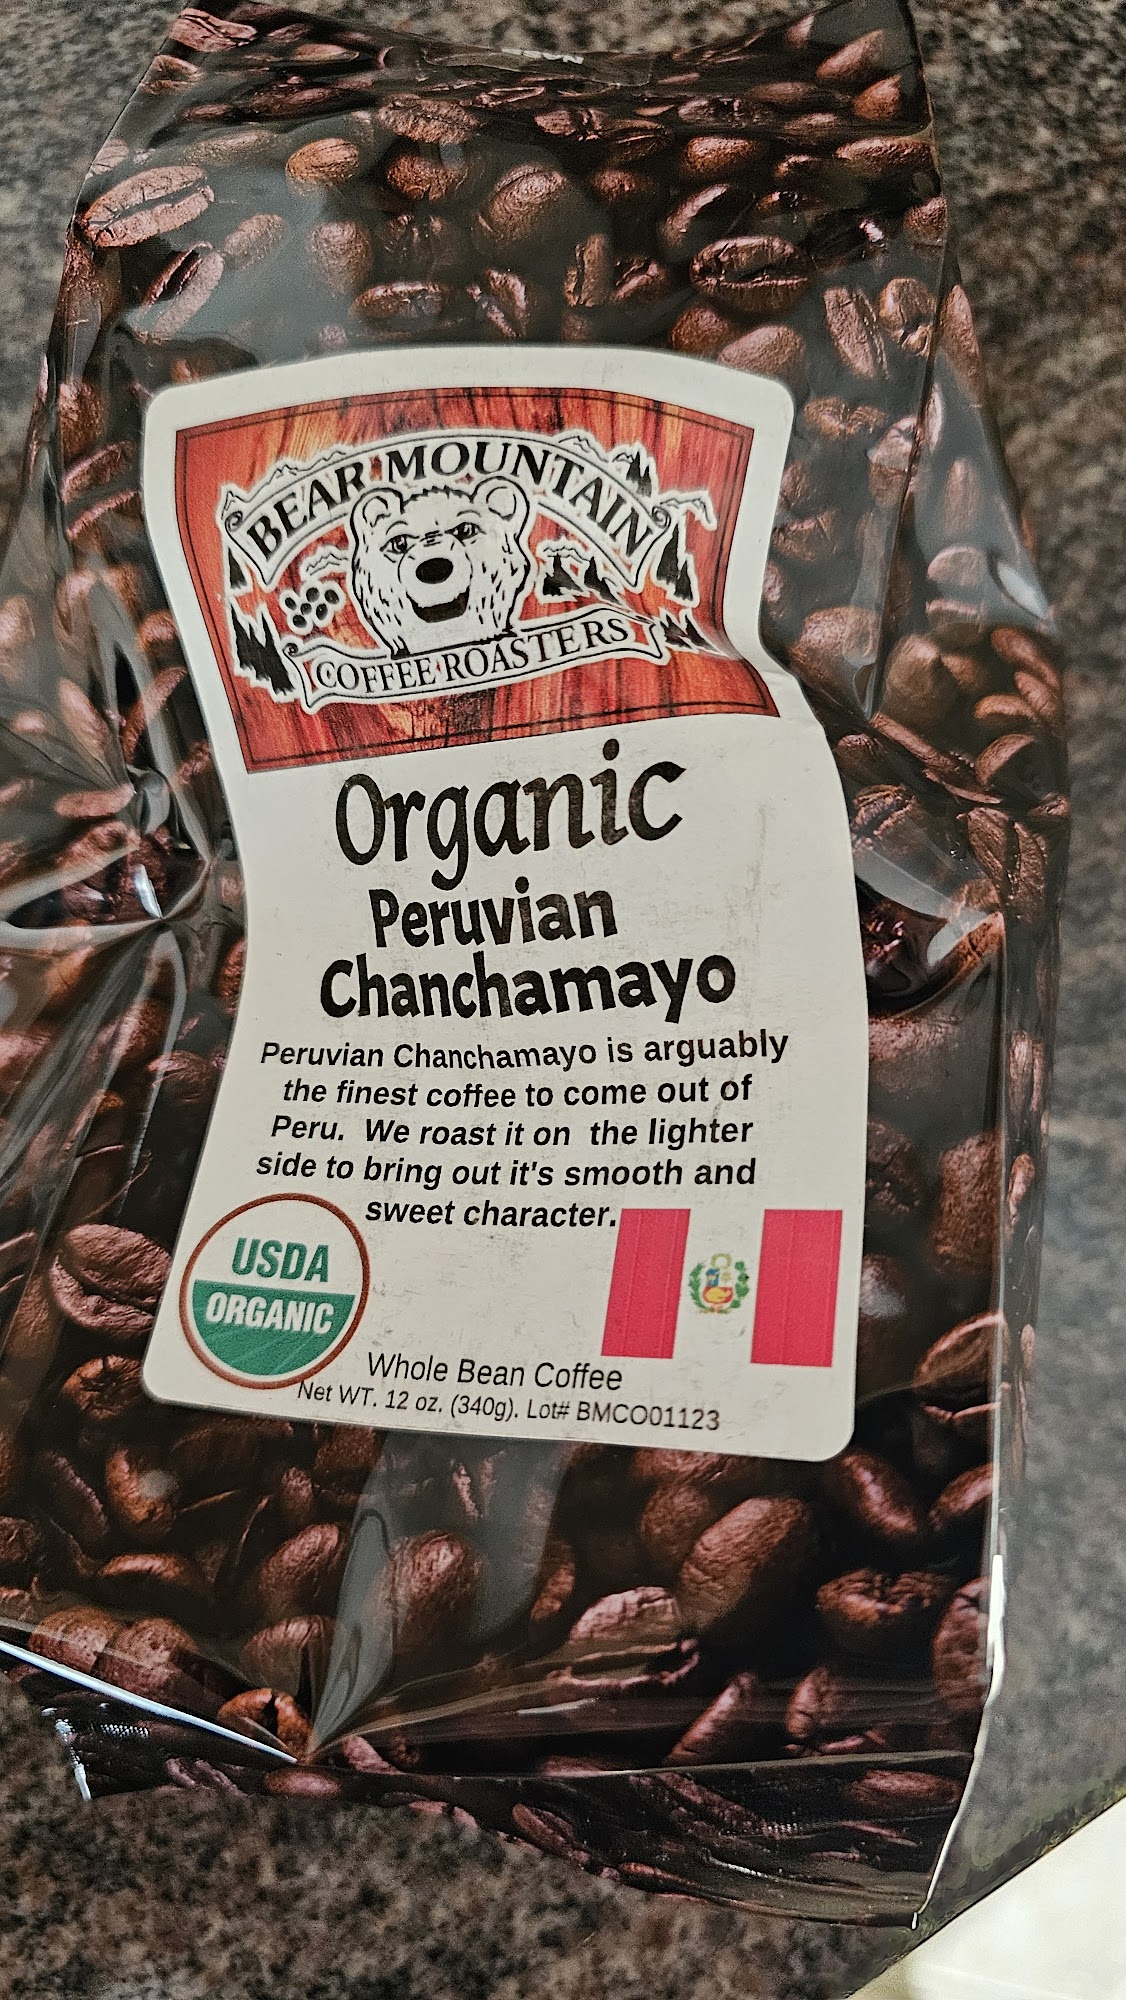 BEAR MOUNTAIN
COFFEE ROASTERS
Organic
Peruvian
Chanchamayo
Peruvian Chanchamayo is arguably
the finest coffee to come out of
Peru. We roast it on the lighter
side to bring out it's smooth and
sweet character.
USDA
ORGANIC
Whole Bean Coffee
Net WT. 12 oz. (340g). Lot# BMCO01123